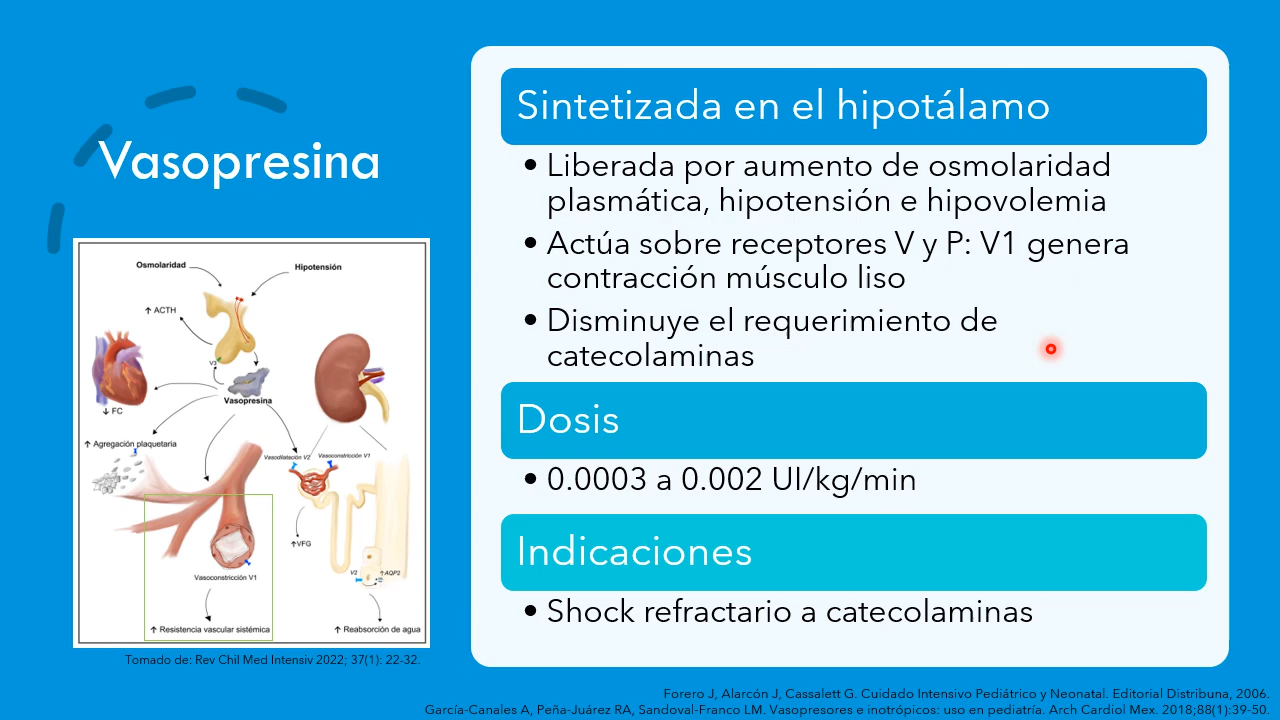 Vasopresina
Osmolaridad
Hipotensión
↑ ACTH
V3
Vasopresina
↓ FC
↑ Agregación plaquetaria
Vasodilatación V2
Vasoconstricción V1
↑VFG
V2
↑AQP2
Vasoconstricción V1
↑ Resistencia vascular sistémica
↑ Reabsorción de agua
Tomado de: Rev Chil Med Intensiv 2022; 37(1): 22-32.
Sintetizada en el hipotálamo
• Liberada por aumento de osmolaridad
plasmática, hipotensión e hipovolemia
• Actúa sobre receptores V y P: V1 genera
contracción músculo liso
• Disminuye el requerimiento de
catecolaminas
Dosis
• 0.0003 a 0.002 UI/kg/min
Indicaciones
• Shock refractario a catecolaminas
Forero J, Alarcón J, Cassalett G. Cuidado Intensivo Pediátrico y Neonatal. Editorial Distribuna, 2006.
García-Canales A, Peña-Juárez RA, Sandoval-Franco LM. Vasopresores e inotrópicos: uso en pediatría. Arch Cardiol Mex. 2018;88(1):39-50.